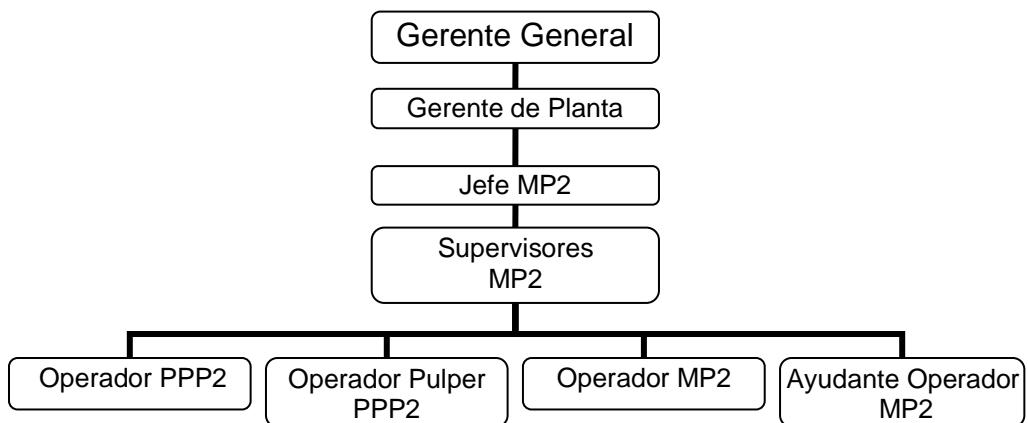 Gerente General
Gerente de Planta
Jefe MP2
Supervisores
MP2
Operador PPP2
Operador Pulper
PPP2
Operador MP2
Ayudante Operador
MP2